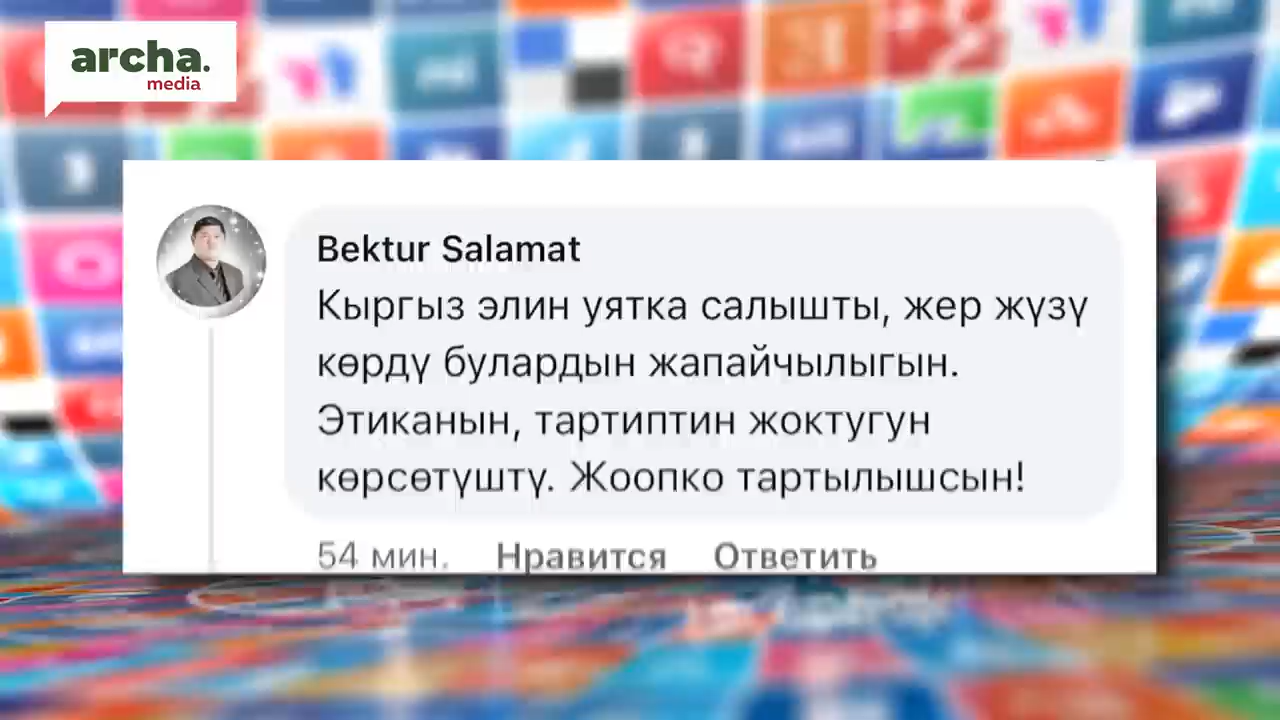 archa.
media
Bektur Salamat
Кыргыз элин уятка салышты, жер жүзү
көрдү булардын жапайчылыгын.
Этиканын, тартиптин жоктугун
көрсөтүштү. Жоопко тартылышсын!
54 мин. Нравится Ответить